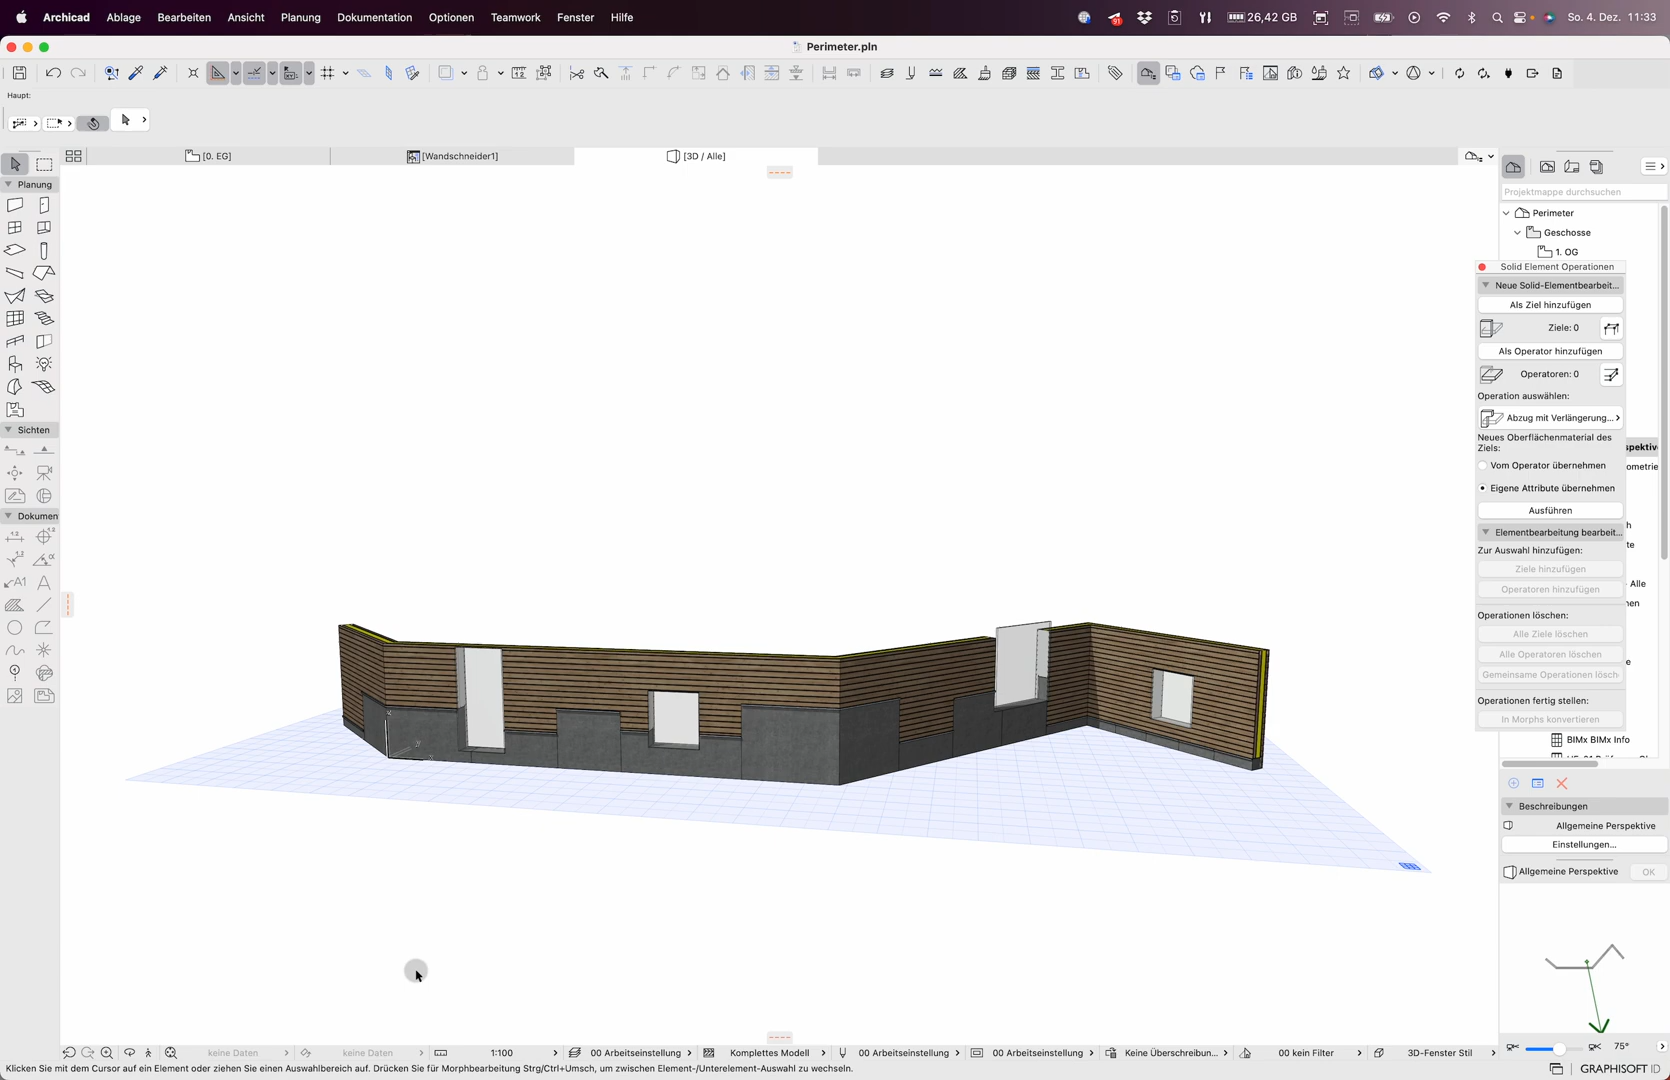 Archicad Ablage Bearbeiten Ansicht Planung Dokumentation Optionen Teamwork Fenster Hilfe 91 26,42 GB So. 4. Dez. 11:33
Perimeter.pln
Haupt:
[0. EG]
[Wandschneider1]
[3D / Alle]
Planung
Sichten
Dokumen
A1
A
Projektmappe durchsuchen
Perimeter
Geschosse
1. OG
Solid Element Operationen
Neue Solid-Elementbearbeit...
Als Ziel hinzufügen
Ziele: 0
Als Operator hinzufügen
Operatoren: 0
Operation auswählen:
Abzug mit Verlängerung...
Neues Oberflächenmaterial des
Ziels:
spektiv
ometrie
Vom Operator übernehmen
Eigene Attribute übernehmen
Ausführen
h
Elementbearbeitung bearbeit...
te
Zur Auswahl hinzufügen:
Ziele hinzufügen
Alle
Operatoren hinzufügen
nen
Operationen löschen:
Alle Ziele löschen
Alle Operatoren löschen
e
Gemeinsame Operationen lösch
Operationen fertig stellen:
In Morphs konvertieren
BIMx BIMx Info
Beschreibungen
Allgemeine Perspektive
Einstellungen...
Allgemeine Perspektive OK
75°
keine Daten keine Daten 1:100 00 Arbeitseinstellung Komplettes Modell 00 Arbeitseinstellung 00 Arbeitseinstellung Keine Überschreibun... 00 kein Filter 3D-Fenster Stil
Klicken Sie mit dem Cursor auf ein Element oder ziehen Sie einen Auswahlbereich auf. Drücken Sie für Morphbearbeitung Strg/Ctrl+Umsch, um zwischen Element-/Unterelement-Auswahl zu wechseln.
GRAPHISOFT ID